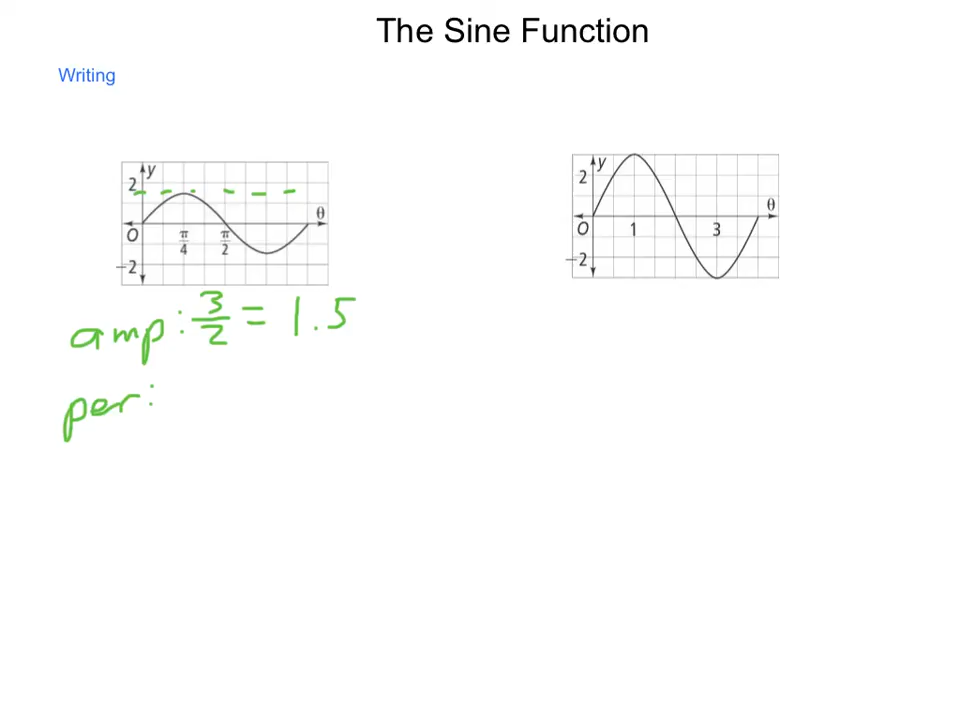 The Sine Function
Writing
y
2
θ
O
π/4
π/2
−2
y
2
θ
O
1
3
−2
amp: 3/2 = 1.5
per: